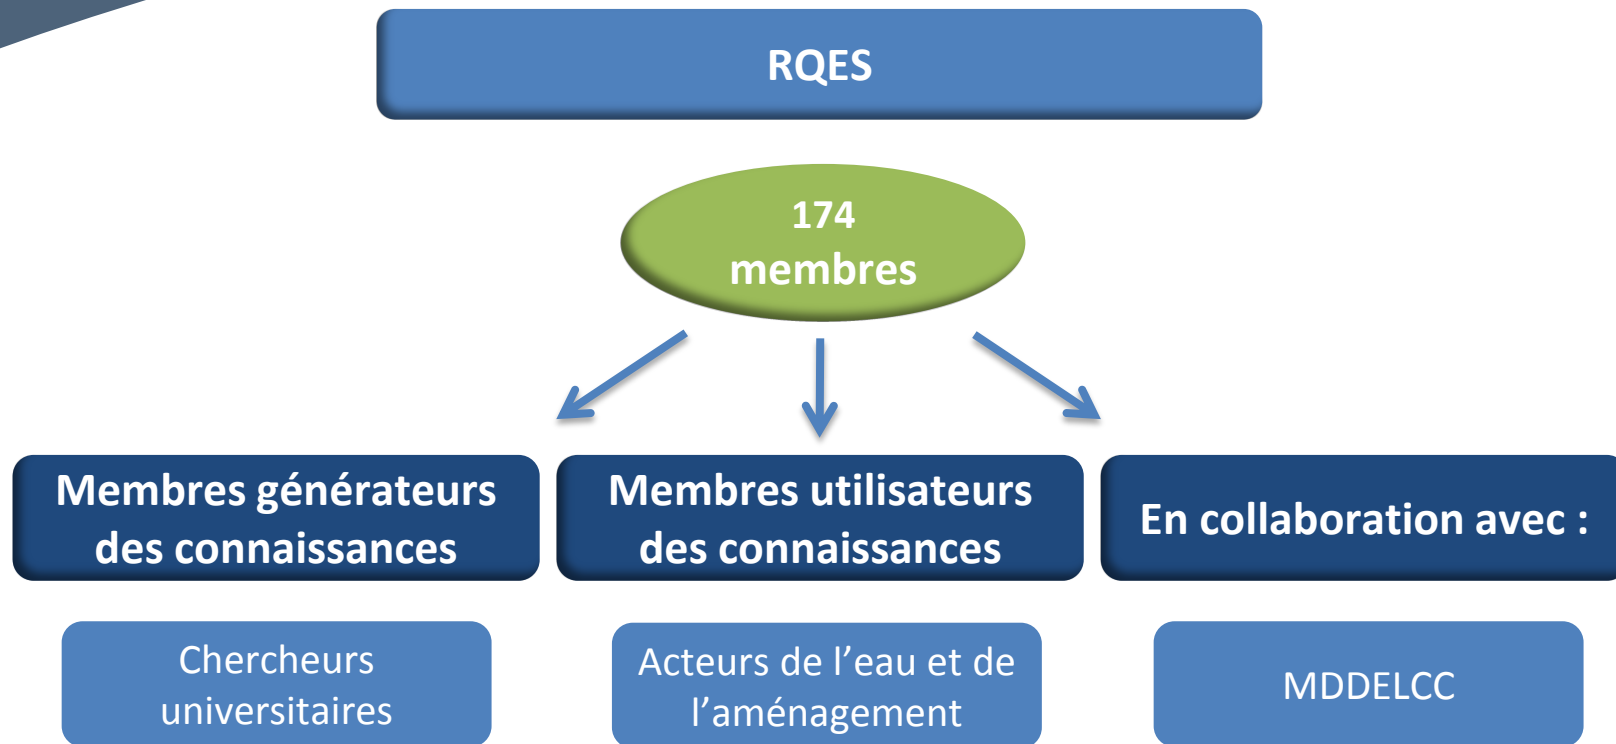 RQES
174
membres
Membres générateurs
des connaissances
Membres utilisateurs
des connaissances
En collaboration avec :
Chercheurs
universitaires
Acteurs de l’eau et de
l’aménagement
MDDELCC